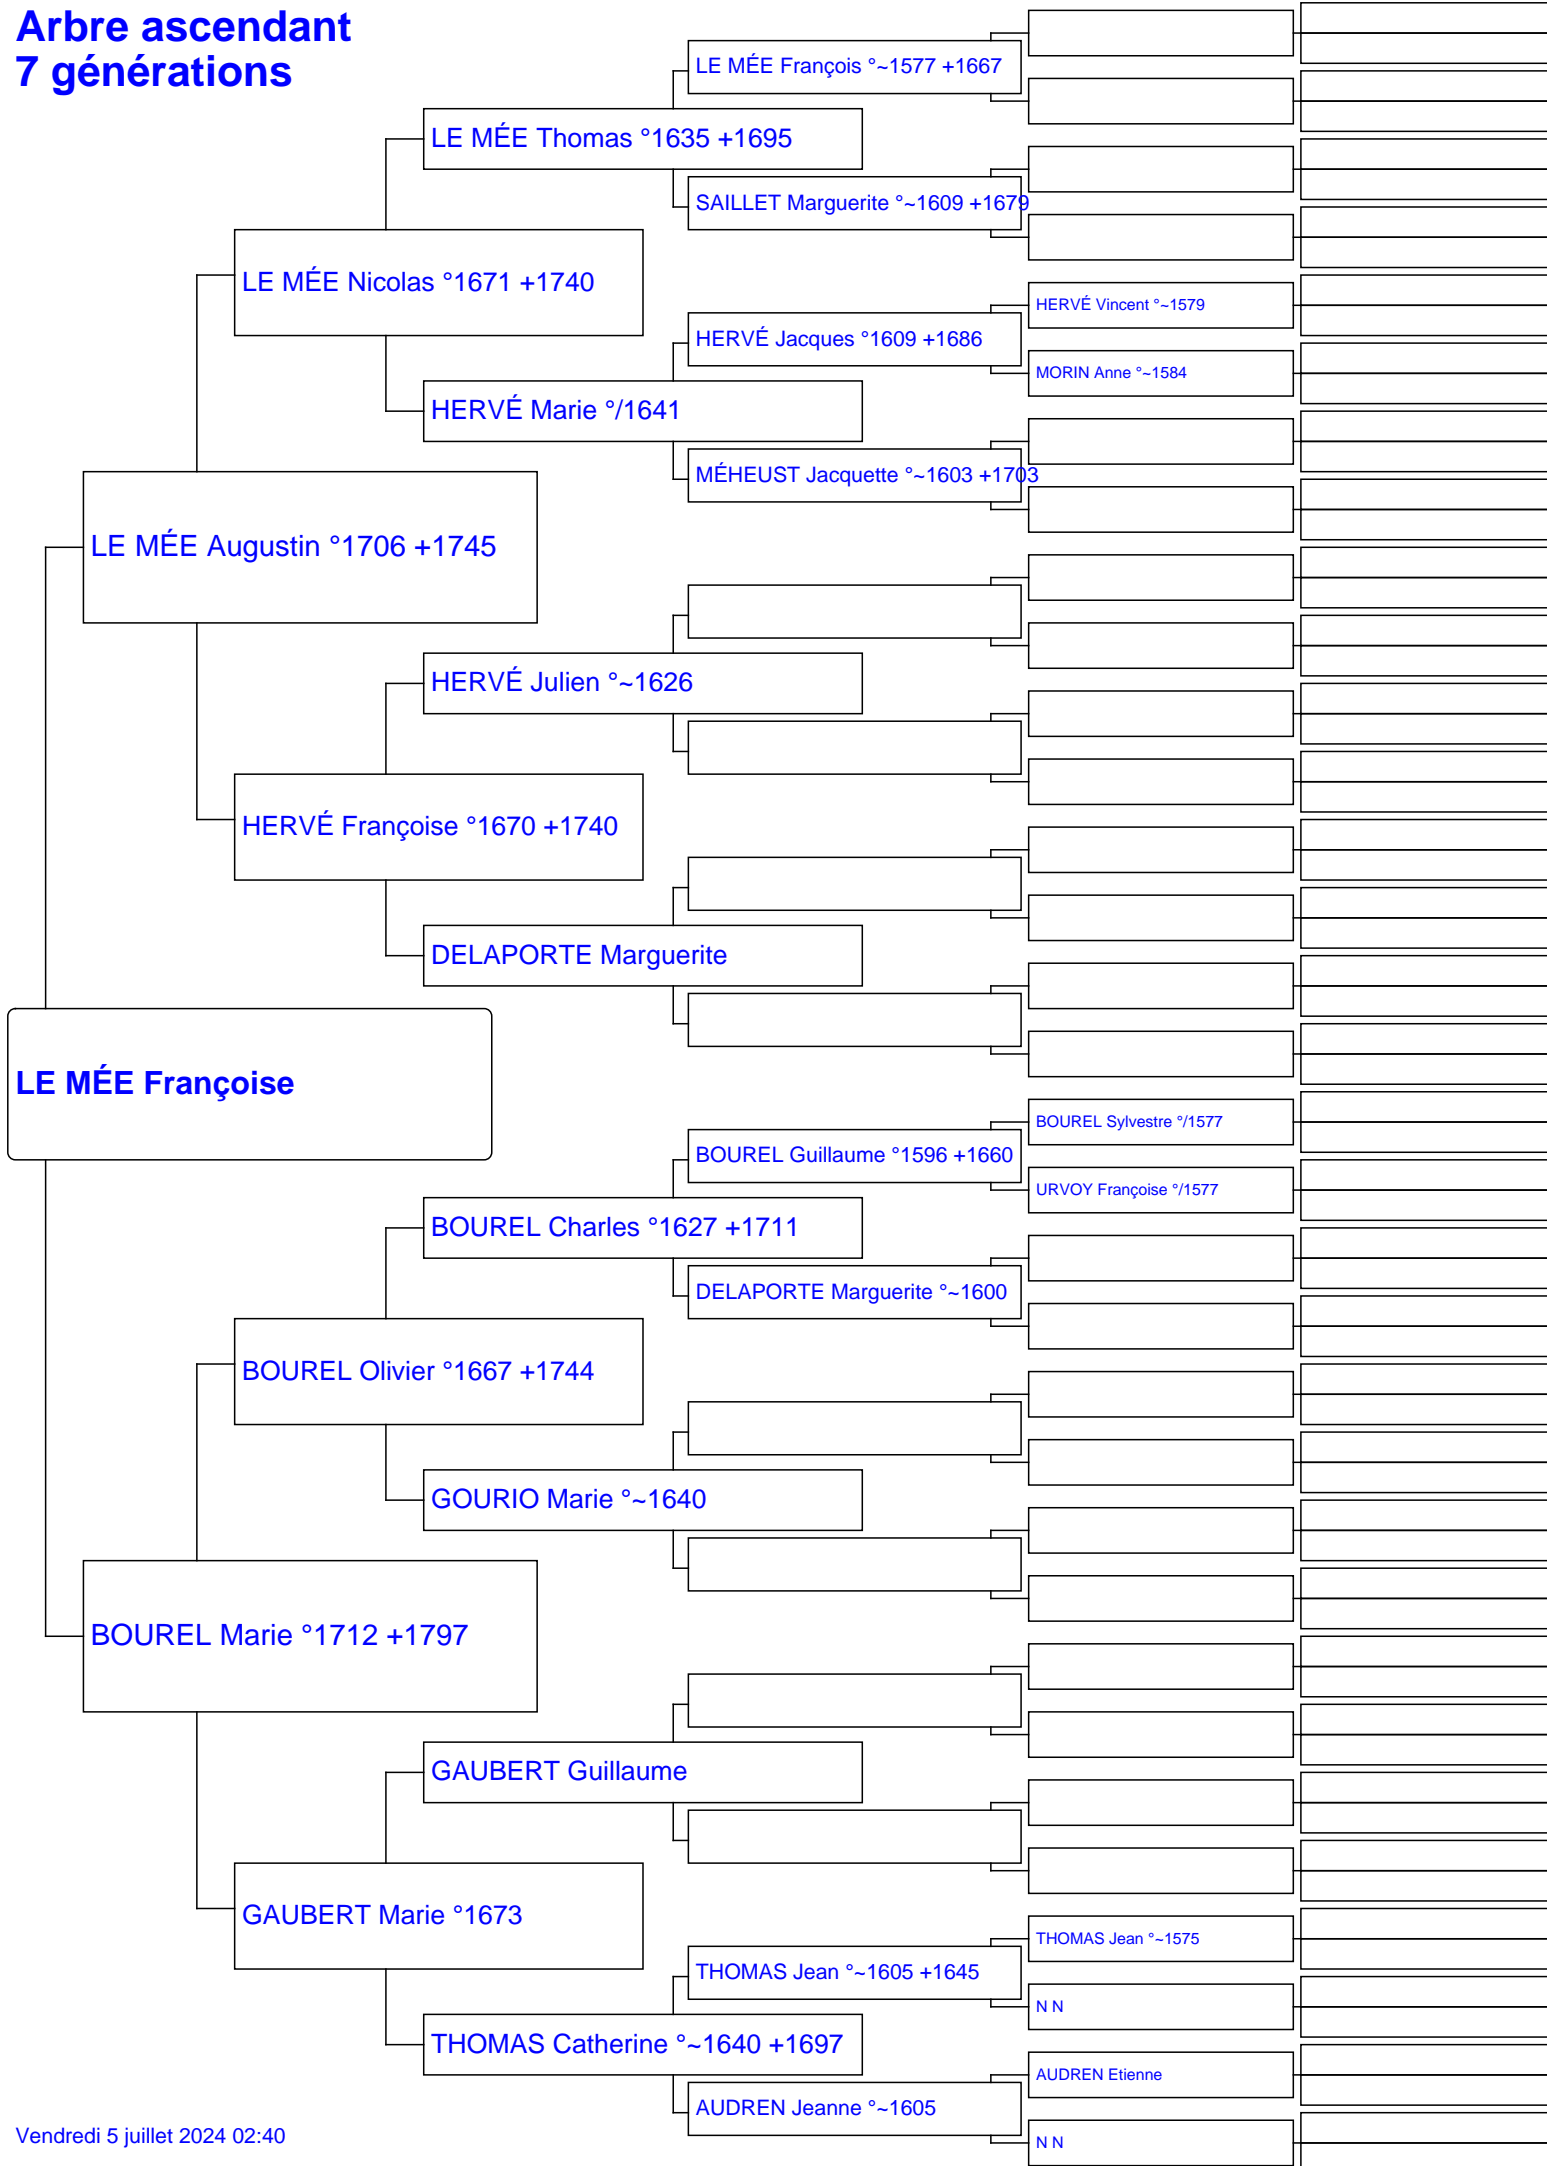 Arbre ascendant
7 générations
LE MÉE François °~1577 +1667
LE MÉE Thomas °1635 +1695
SAILLET Marguerite °~1609 +1679
LE MÉE Nicolas °1671 +1740
HERVÉ Vincent °~1579
HERVÉ Jacques °1609 +1686
MORIN Anne °~1584
HERVÉ Marie °/1641
MÉHEUST Jacquette °~1603 +1703
LE MÉE Augustin °1706 +1745
HERVÉ Julien °~1626
HERVÉ Françoise °1670 +1740
DELAPORTE Marguerite
LE MÉE Françoise
BOUREL Sylvestre °/1577
BOUREL Guillaume °1596 +1660
URVOY Françoise °/1577
BOUREL Charles °1627 +1711
DELAPORTE Marguerite °~1600
BOUREL Olivier °1667 +1744
GOURIO Marie °~1640
BOUREL Marie °1712 +1797
GAUBERT Guillaume
GAUBERT Marie °1673
THOMAS Jean °~1575
THOMAS Jean °~1605 +1645
N N
THOMAS Catherine °~1640 +1697
AUDREN Etienne
AUDREN Jeanne °~1605
N N
Vendredi 5 juillet 2024 02:40